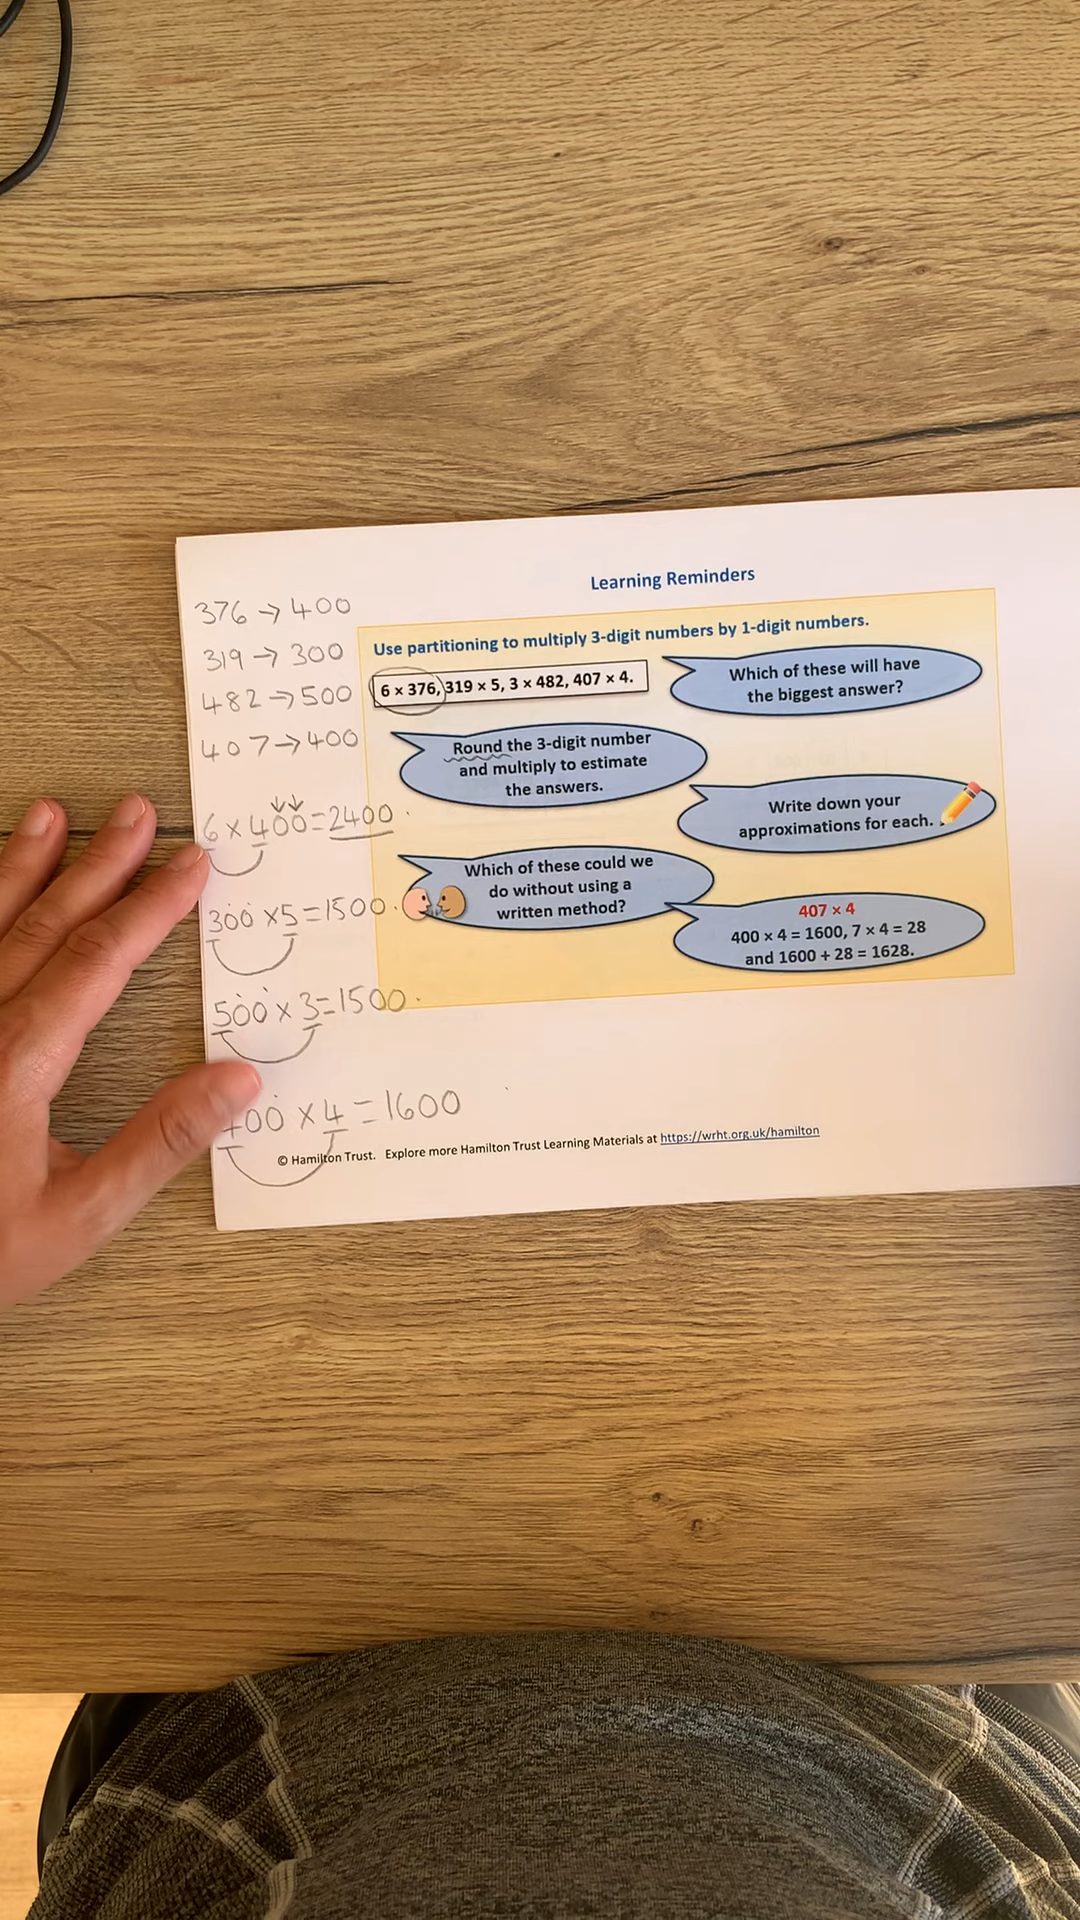 Learning Reminders
376 → 400
319 → 300
482 → 500
407 → 400
6 × 400 = 2400
300 × 5 = 1500
500 × 3 = 1500
400 × 4 = 1600
Use partitioning to multiply 3-digit numbers by 1-digit numbers.
6 × 376, 319 × 5, 3 × 482, 407 × 4.
Which of these will have
the biggest answer?
Round the 3-digit number
and multiply to estimate
the answers.
Write down your
approximations for each.
Which of these could we
do without using a
written method?
407 × 4
400 × 4 = 1600, 7 × 4 = 28
and 1600 + 28 = 1628.
© Hamilton Trust. Explore more Hamilton Trust Learning Materials at https://wrht.org.uk/hamilton